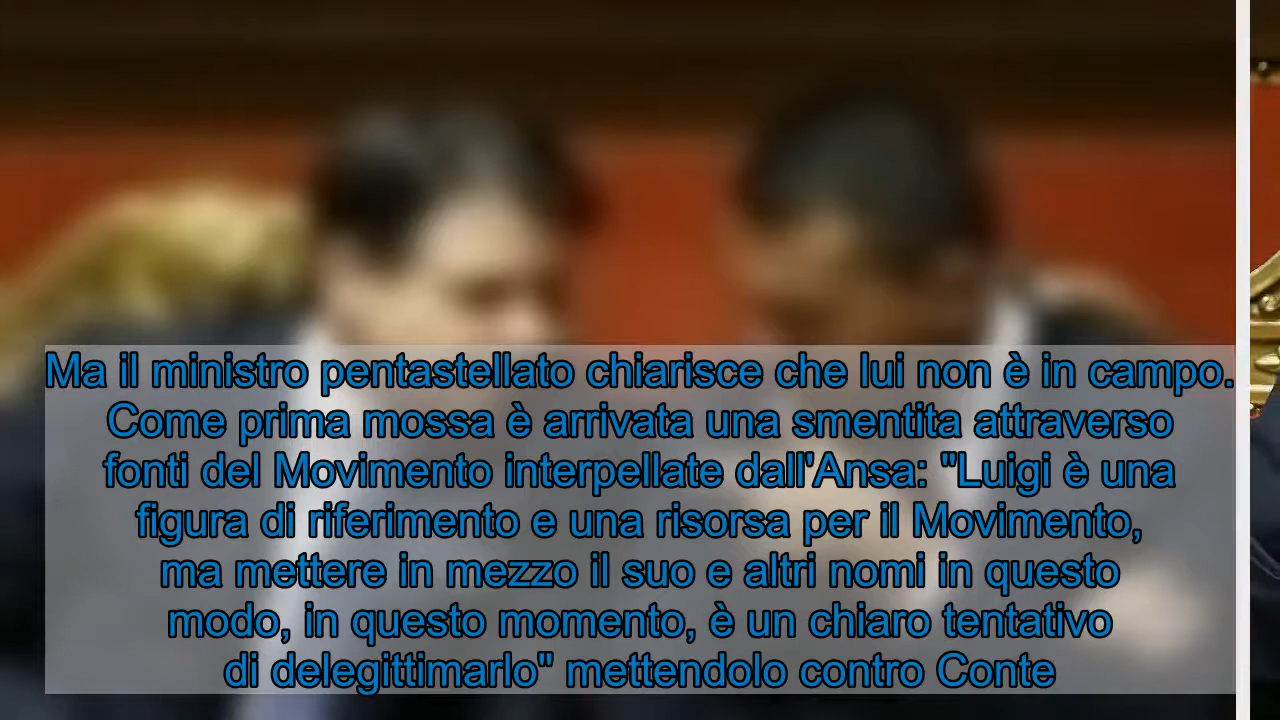 Ma il ministro pentastellato chiarisce che lui non è in campo.
Come prima mossa è arrivata una smentita attraverso
fonti del Movimento interpellate dall'Ansa: "Luigi è una
figura di riferimento e una risorsa per il Movimento,
ma mettere in mezzo il suo e altri nomi in questo
modo, in questo momento, è un chiaro tentativo
di delegittimarlo" mettendolo contro Conte